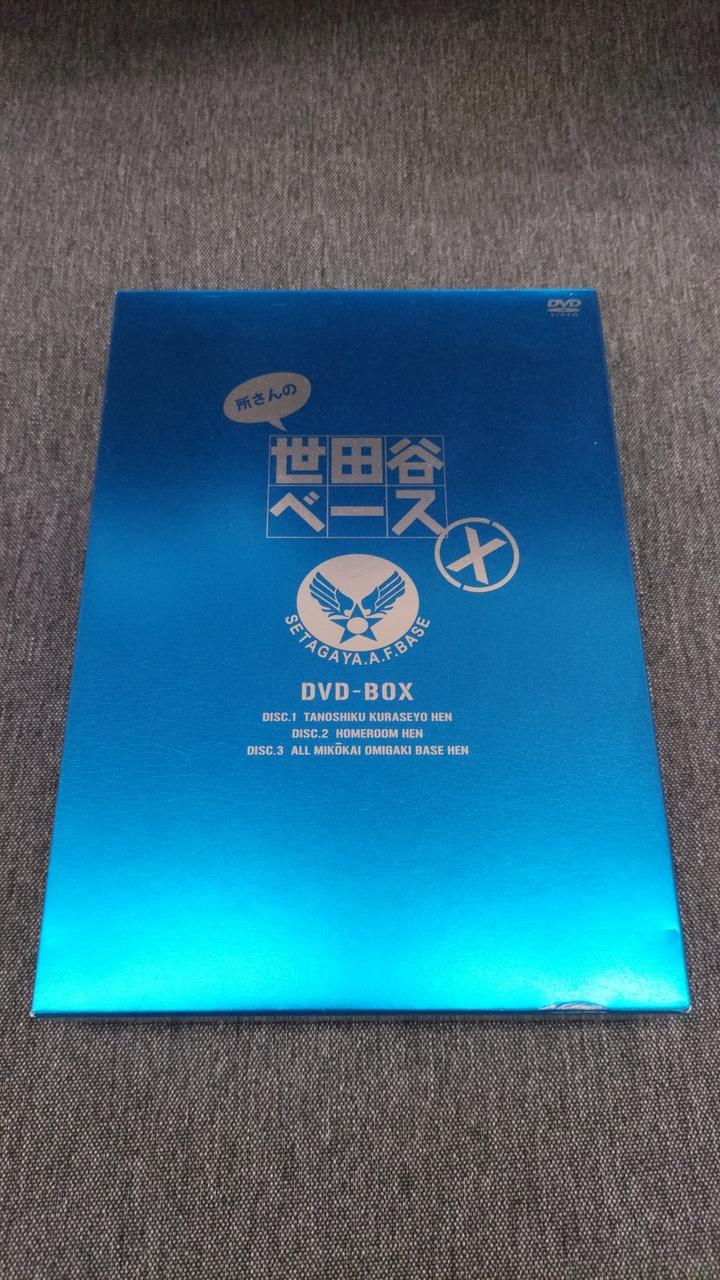 DVD
VIDEO
所さんの
世田谷
ベース
X
SETAGAYA.A.F.BASE
DVD-BOX
DISC.1 TANOSHIKU KURASEYO HEN
DISC.2 HOMEROOM HEN
DISC.3 ALL MIKŌKAI OMIGAKI BASE HEN